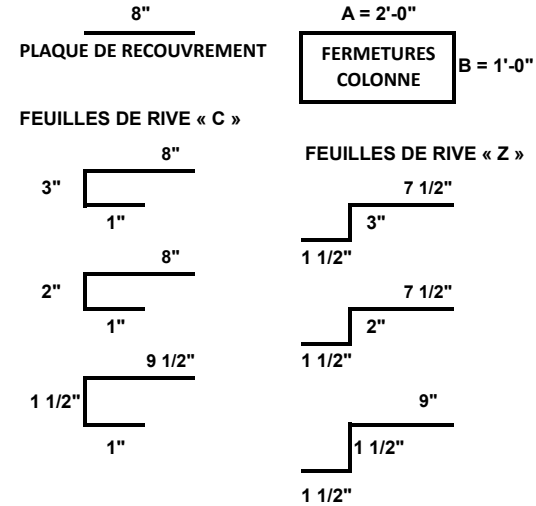 8"
PLAQUE DE RECOUVREMENT
A = 2'-0"
FERMETURES
COLONNE
B = 1'-0"
FEUILLES DE RIVE « C »
8"
3"
1"
8"
2"
1"
9 1/2"
1 1/2"
1"
FEUILLES DE RIVE « Z »
7 1/2"
3"
1 1/2"
7 1/2"
2"
1 1/2"
9"
1 1/2"
1 1/2"